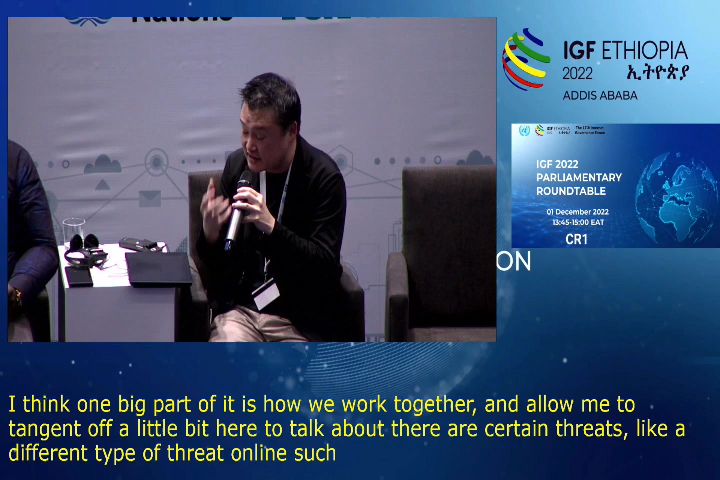 Nations
IGF ETHIOPIA
2022 ኢትዮጵያ
ADDIS ABABA
IGF 2022
PARLIAMENTARY
ROUNDTABLE
01 December 2022
13:45-15:00 EAT
CR1
ON
I think one big part of it is how we work together, and allow me to
tangent off a little bit here to talk about there are certain threats, like a
different type of threat online such